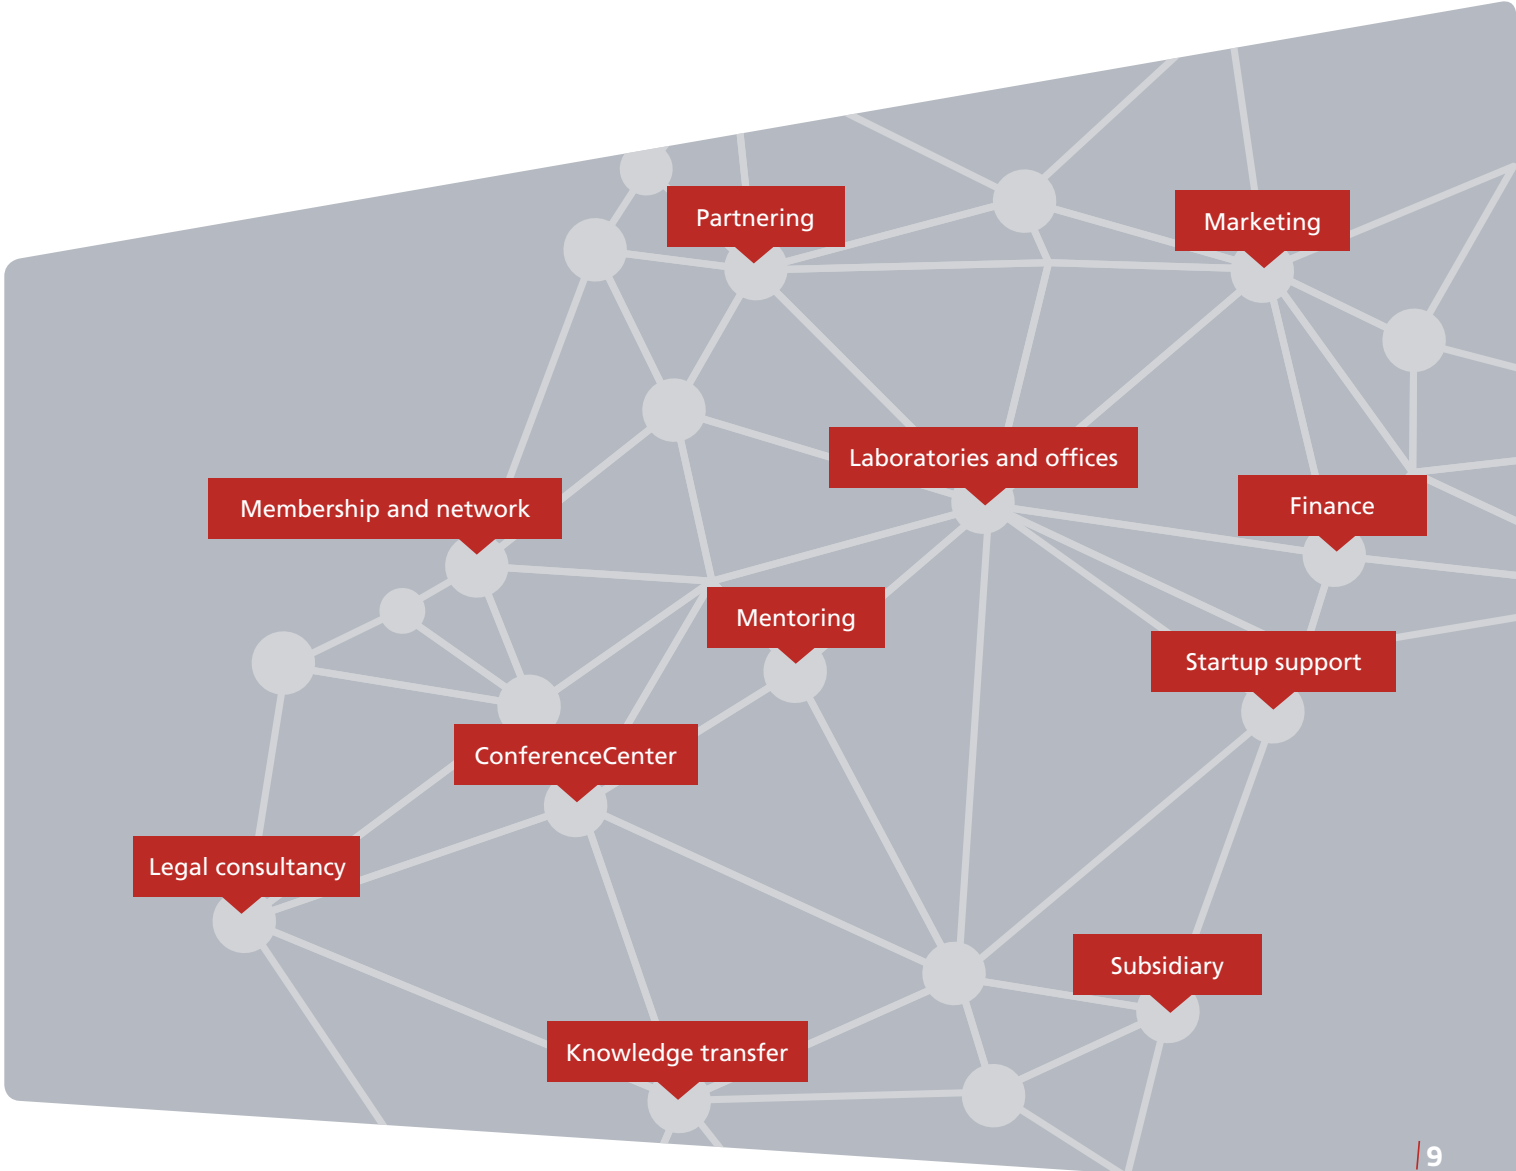 Partnering
Marketing
Laboratories and offices
Membership and network
Finance
Mentoring
Startup support
ConferenceCenter
Legal consultancy
Subsidiary
Knowledge transfer
/ 9